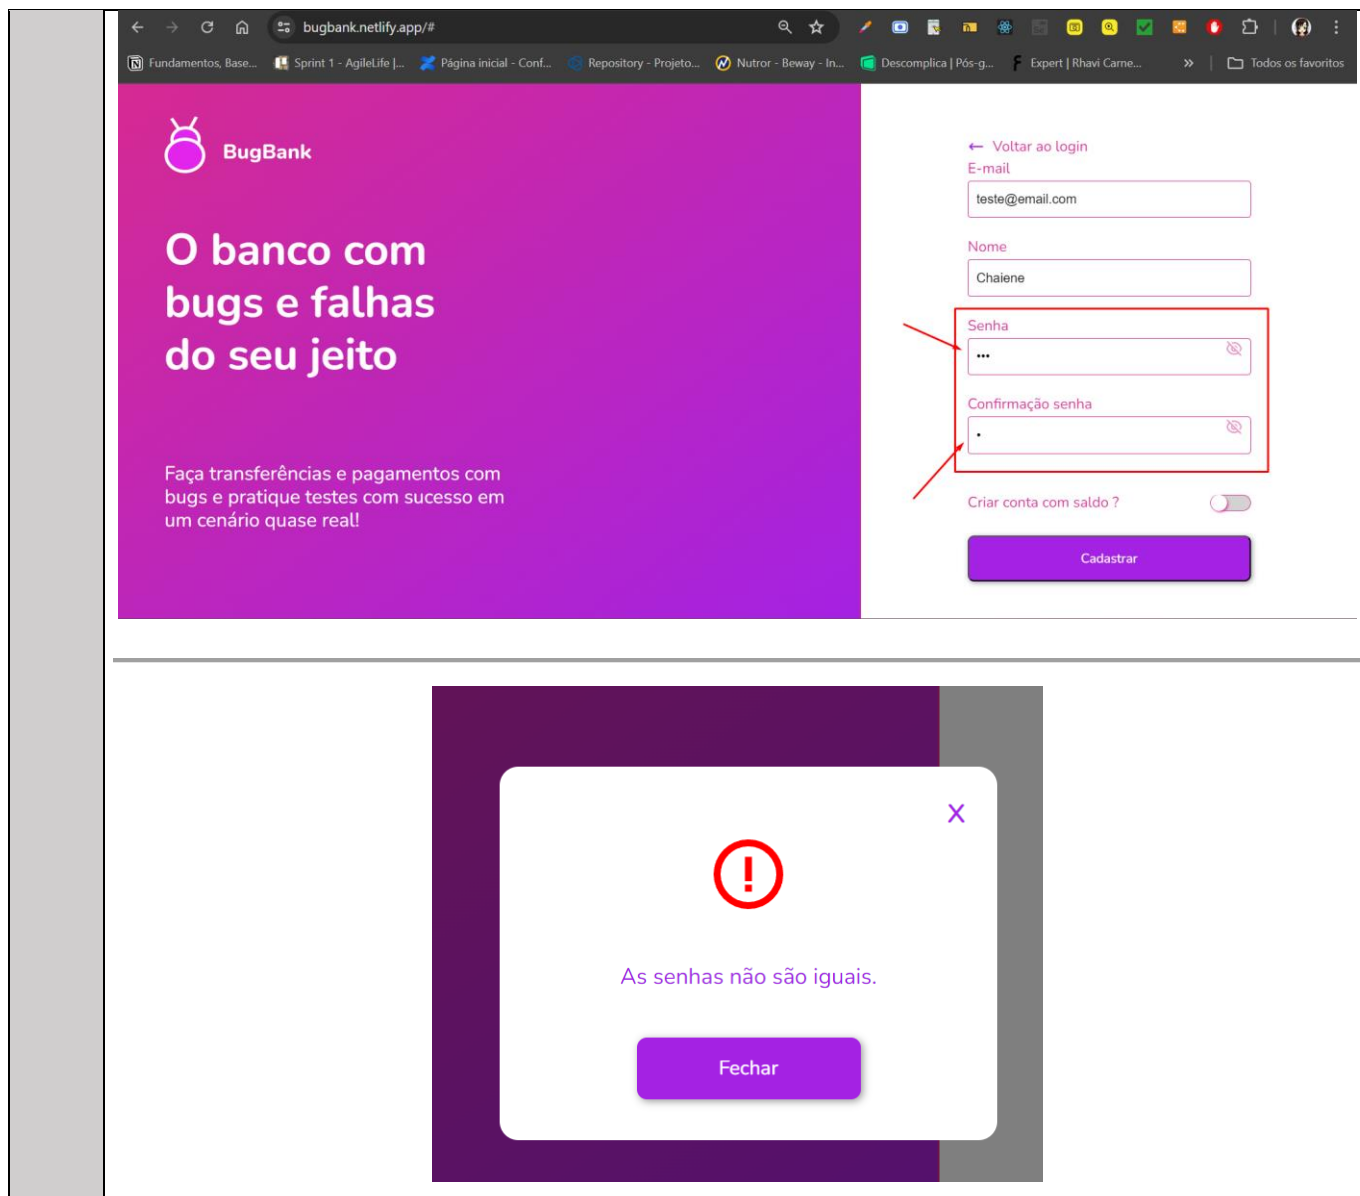 bugbank.netlify.app/#
Fundamentos, Base... Sprint 1 - AgileLife |... Página inicial - Conf... Repository - Projeto... Nutror - Beway - In... Descomplica | Pós-g... Expert | Rhavi Carne... » Todos os favoritos
BugBank
O banco com
bugs e falhas
do seu jeito
Faça transferências e pagamentos com
bugs e pratique testes com sucesso em
um cenário quase real!
← Voltar ao login
E-mail
teste@email.com
Nome
Chaiene
Senha
•••
Confirmação senha
•
Criar conta com saldo ?
Cadastrar
X
!
As senhas não são iguais.
Fechar